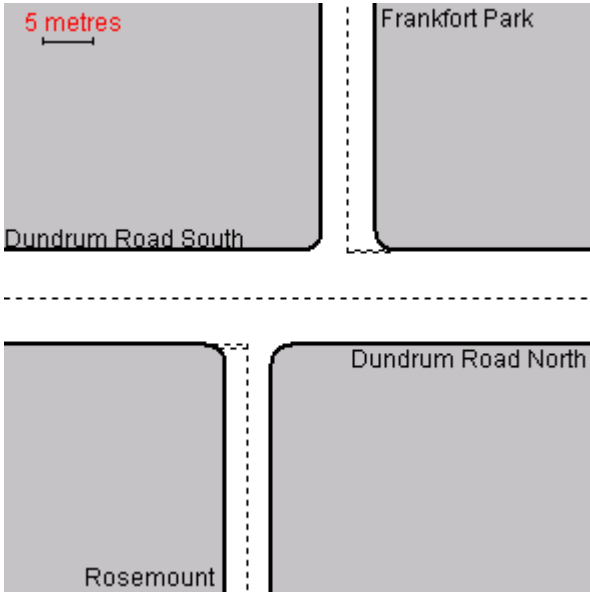 5 metres
Frankfort Park
Dundrum Road South
Dundrum Road North
Rosemount